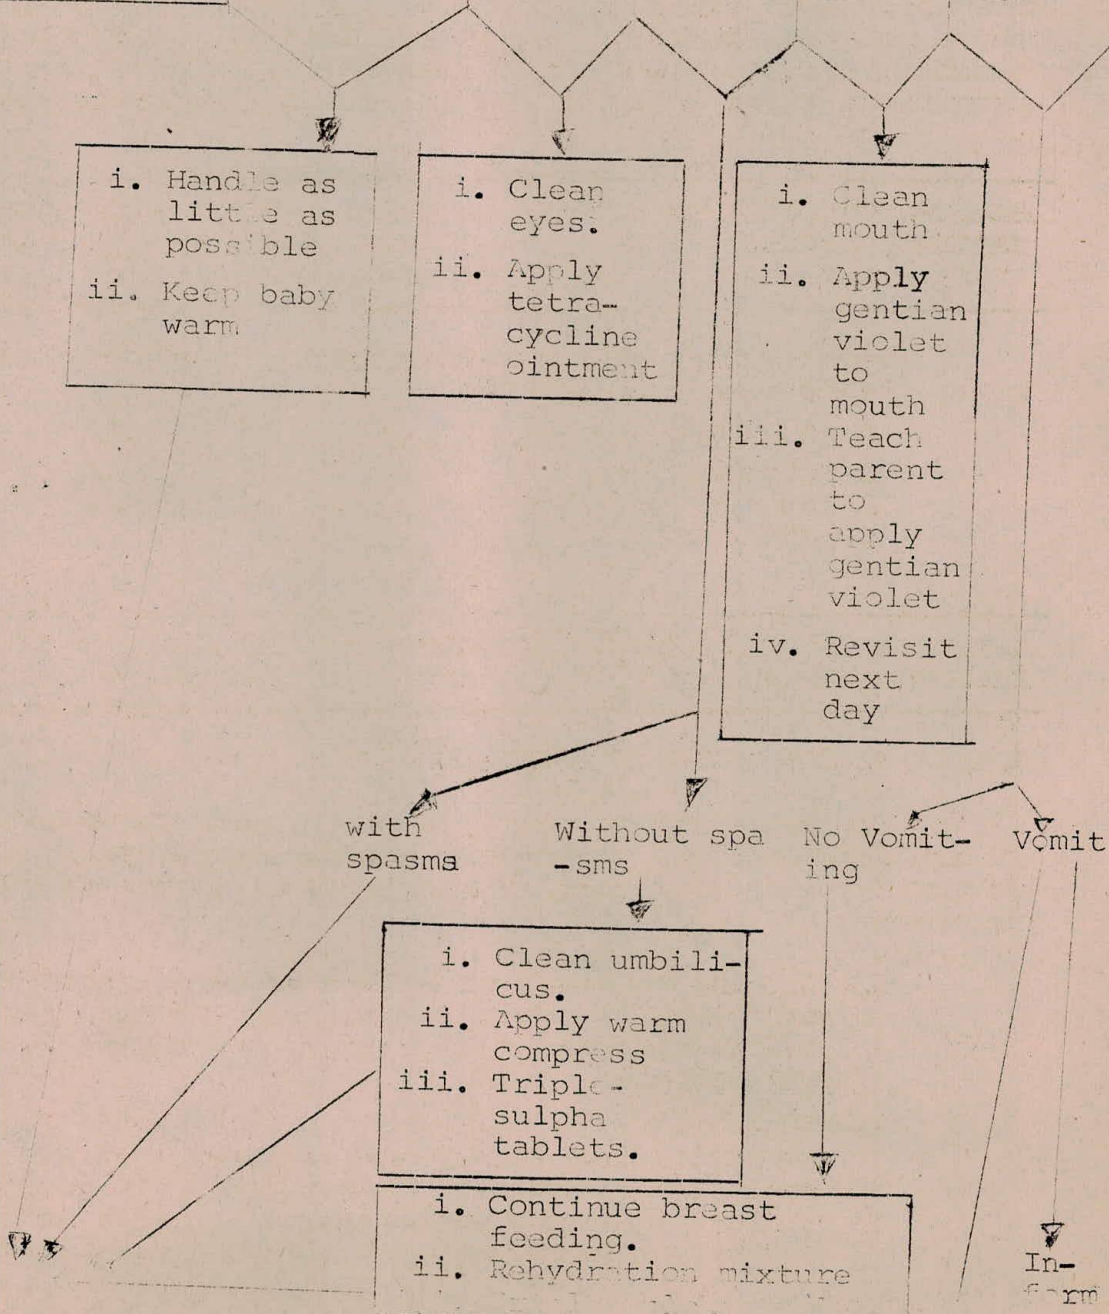 i. Handle as
little as
possible
ii. Keep baby
warm
i. Clean
eyes.
ii. Apply
tetra-
cycline
ointment
i. Clean
mouth
ii. Apply
gentian
violet
to
mouth
iii. Teach
parent
to
apply
gentian
violet
iv. Revisit
next
day
with
spasma
Without spa
-sms
No Vomit-
ing
Vomit
i. Clean umbili-
cus.
ii. Apply warm
compress
iii. Triple-
sulpha
tablets.
i. Continue breast
feeding.
ii. Rehydration mixture
In-
form